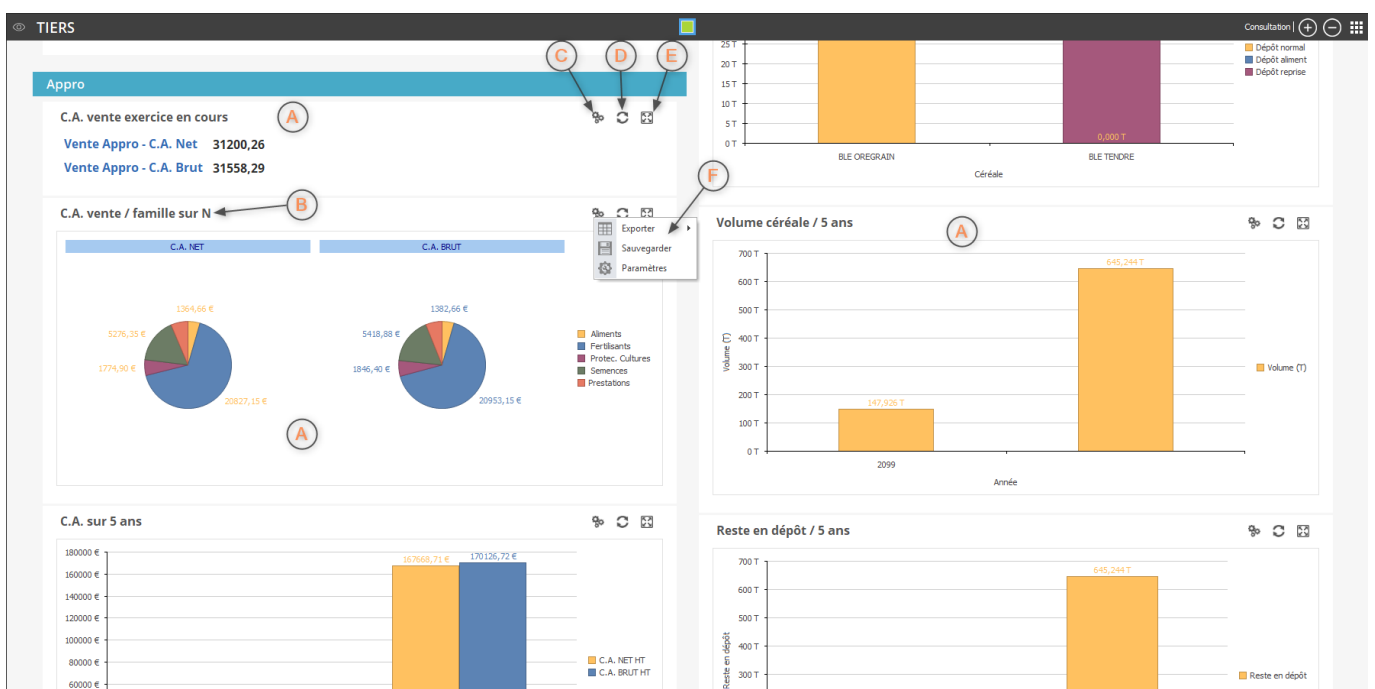 TIERS
Consultation |
C
D
E
Appro
C.A. vente exercice en cours
A
Vente Appro - C.A. Net 31200,26
Vente Appro - C.A. Brut 31558,29
C.A. vente / famille sur N
B
F
Exporter
Sauvegarder
Paramètres
C.A. NET
C.A. BRUT
1364,66 €
5276,35 €
1774,90 €
20827,15 €
1382,66 €
5418,88 €
1846,40 €
20953,15 €
Aliments
Fertilisants
Protec. Cultures
Semences
Prestations
A
C.A. sur 5 ans
180000 €
160000 €
140000 €
120000 €
100000 €
80000 €
60000 €
167668,71 €
170126,72 €
C.A. NET HT
C.A. BRUT HT
25 T
20 T
15 T
10 T
5 T
0 T
0,000 T
BLE OREGRAIN
BLE TENDRE
Céréale
Dépôt normal
Dépôt aliment
Dépôt reprise
Volume céréale / 5 ans
A
700 T
600 T
500 T
400 T
300 T
200 T
100 T
0 T
Volume (T)
147,926 T
645,244 T
2099
Année
Volume (T)
Reste en dépôt / 5 ans
700 T
600 T
500 T
400 T
300 T
Reste en dépôt
645,244 T
Reste en dépôt